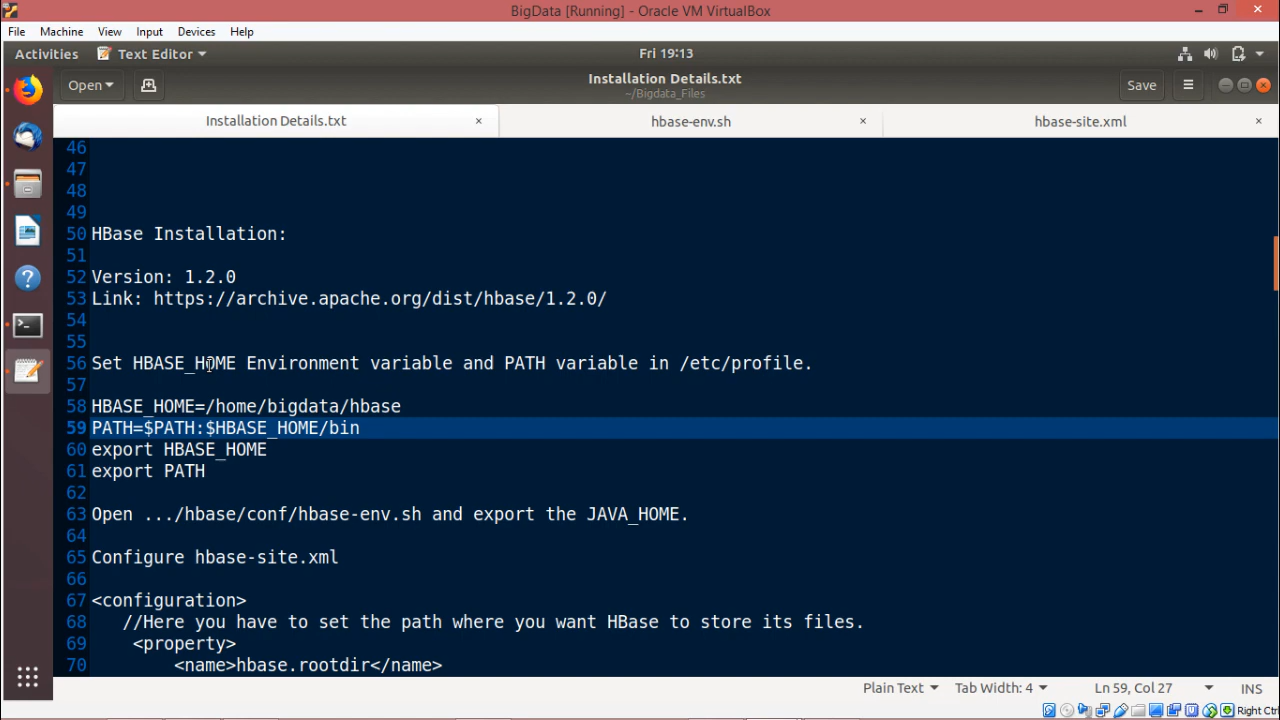 BigData [Running] - Oracle VM VirtualBox
File Machine View Input Devices Help
Activities Text Editor Fri 19:13
Open Installation Details.txt Save
~/Bigdata_Files
Installation Details.txt × hbase-env.sh × hbase-site.xml ×
46
47
48
49
50 HBase Installation:
51
52 Version: 1.2.0
53 Link: https://archive.apache.org/dist/hbase/1.2.0/
54
55
56 Set HBASE_HOME Environment variable and PATH variable in /etc/profile.
57
58 HBASE_HOME=/home/bigdata/hbase
59 PATH=$PATH:$HBASE_HOME/bin
60 export HBASE_HOME
61 export PATH
62
63 Open .../hbase/conf/hbase-env.sh and export the JAVA_HOME.
64
65 Configure hbase-site.xml
66
67 <configuration>
68 //Here you have to set the path where you want HBase to store its files.
69 <property>
70 <name>hbase.rootdir</name>
Plain Text Tab Width: 4 Ln 59, Col 27 INS
Right Ctrl